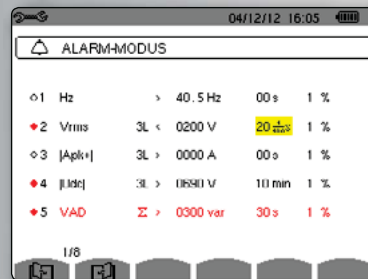 04/12/12 16:05
ALARM-MODUS
1 Hz > 40.5 Hz 00 s 1 %
2 Vrms 3L < 0200 V 20 s 1 %
3 |Apk+| 3L > 0000 A 00 s 1 %
4 |Udc| 3L > 0690 V 10 min 1 %
5 VAD Σ > 0300 var 30 s 1 %
1/8